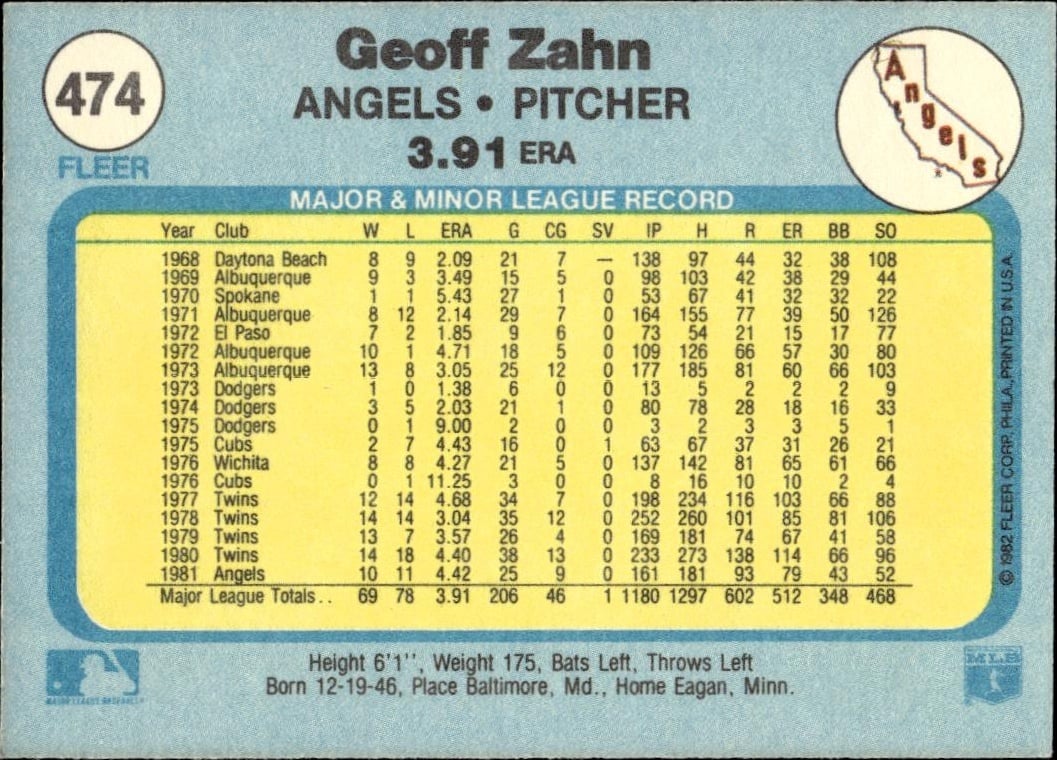 Geoff Zahn
474
ANGELS • PITCHER
Angels
3.91 ERA
FLEER
MAJOR & MINOR LEAGUE RECORD
Year Club W L ERA G CG SV IP H R ER BB SO
1968 Daytona Beach 8 9 2.09 21 7 — 138 97 44 32 38 108
1969 Albuquerque 9 3 3.49 15 5 0 98 103 42 38 29 44
1970 Spokane 1 1 5.43 27 1 0 53 67 41 32 32 22
1971 Albuquerque 8 12 2.14 29 7 0 164 155 77 39 50 126
1972 El Paso 7 2 1.85 9 6 0 73 54 21 15 17 77
1972 Albuquerque 10 1 4.71 18 5 0 109 126 66 57 30 80
1973 Albuquerque 13 8 3.05 25 12 0 177 185 81 60 66 103
1973 Dodgers 1 0 1.38 6 0 0 13 5 2 2 2 9
1974 Dodgers 3 5 2.03 21 1 0 80 78 28 18 16 33
1975 Dodgers 0 1 9.00 2 0 0 3 2 3 3 5 1
1975 Cubs 2 7 4.43 16 0 1 63 67 37 31 26 21
1976 Wichita 8 8 4.27 21 5 0 137 142 81 65 61 66
1976 Cubs 0 1 11.25 3 0 0 8 16 10 10 2 4
1977 Twins 12 14 4.68 34 7 0 198 234 116 103 66 88
1978 Twins 14 14 3.04 35 12 0 252 260 101 85 81 106
1979 Twins 13 7 3.57 26 4 0 169 181 74 67 41 58
1980 Twins 14 18 4.40 38 13 0 233 273 138 114 66 96
1981 Angels 10 11 4.42 25 9 0 161 181 93 79 43 52
Major League Totals . . 69 78 3.91 206 46 1 1180 1297 602 512 348 468
© 1982 FLEER CORP. PHILA., PRINTED IN U.S.A.
Height 6'1'', Weight 175, Bats Left, Throws Left
Born 12-19-46, Place Baltimore, Md., Home Eagan, Minn.
MAJOR LEAGUE BASEBALL
MLB